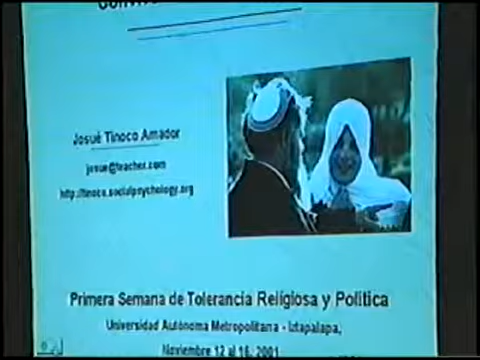 Josué Tinoco Amador
josue@teacher.com
http://tinoco.socialpsychology.org
Primera Semana de Tolerancia Religiosa y Política
Universidad Autónoma Metropolitana - Iztapalapa,
Noviembre 12 al 16, 2001